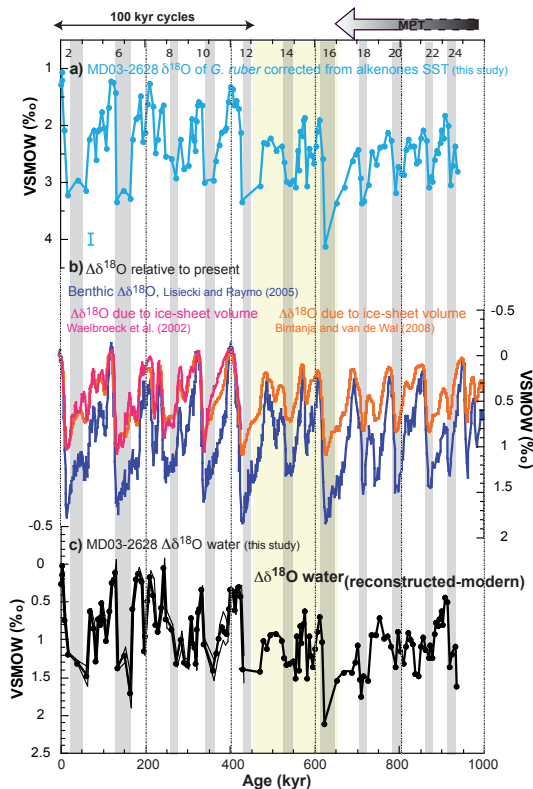 100 kyr cycles
MPT
2 4 6 8 10 12 14 16 18 20 22 24
a) MD03-2628 δ18O of G. ruber corrected from alkenones SST (this study)
1
2
3
4
VSMOW (‰)
b) Δδ18O relative to present
Benthic Δδ18O, Lisiecki and Raymo (2005)
Δδ18O due to ice-sheet volume
Waelbroeck et al. (2002)
Δδ18O due to ice-sheet volume
Bintanja and van de Wal (2008)
-0.5
0
0.5
1
1.5
2
VSMOW (‰)
c) MD03-2628 Δδ18O water (this study)
Δδ18O water (reconstructed-modern)
-0.5
0
0.5
1.0
1.5
2
2.5
VSMOW (‰)
0 200 400 600 800 1000
Age (kyr)